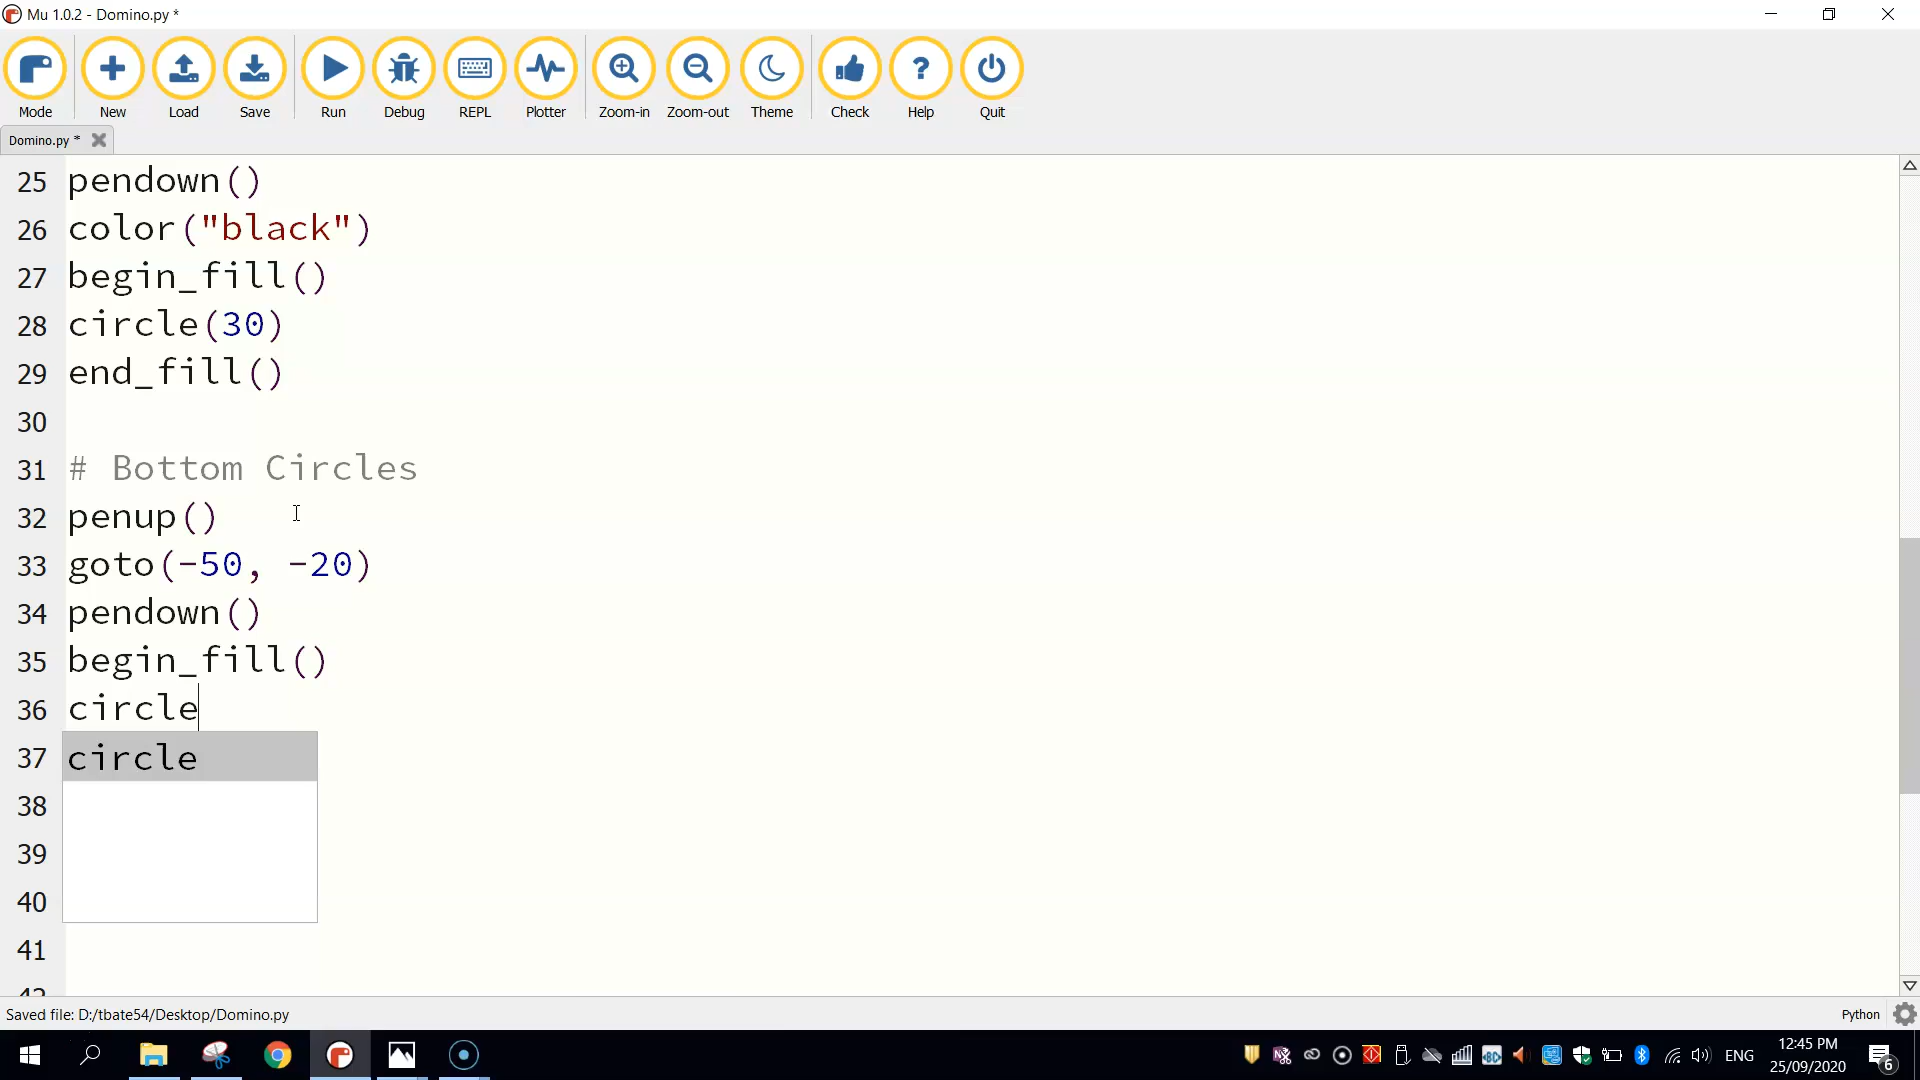 Mu 1.0.2 - Domino.py *
Mode New Load Save Run Debug REPL Plotter Zoom-in Zoom-out Theme Check Help Quit
Domino.py *
25 pendown()
26 color("black")
27 begin_fill()
28 circle(30)
29 end_fill()
30
31 # Bottom Circles
32 penup()
33 goto(-50, -20)
34 pendown()
35 begin_fill()
36 circle
37 circle
38
39
40
41
42
Saved file: D:/tbate54/Desktop/Domino.py Python
ENG 12:45 PM
25/09/2020 6